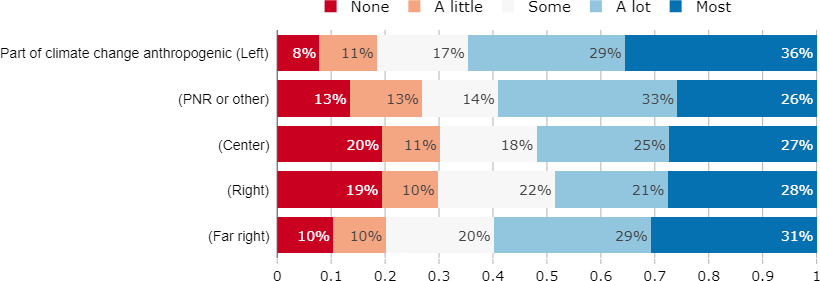 None A little Some A lot Most
Part of climate change anthropogenic (Left) 8% 11% 17% 29% 36%
(PNR or other) 13% 13% 14% 33% 26%
(Center) 20% 11% 18% 25% 27%
(Right) 19% 10% 22% 21% 28%
(Far right) 10% 10% 20% 29% 31%
0 0.1 0.2 0.3 0.4 0.5 0.6 0.7 0.8 0.9 1